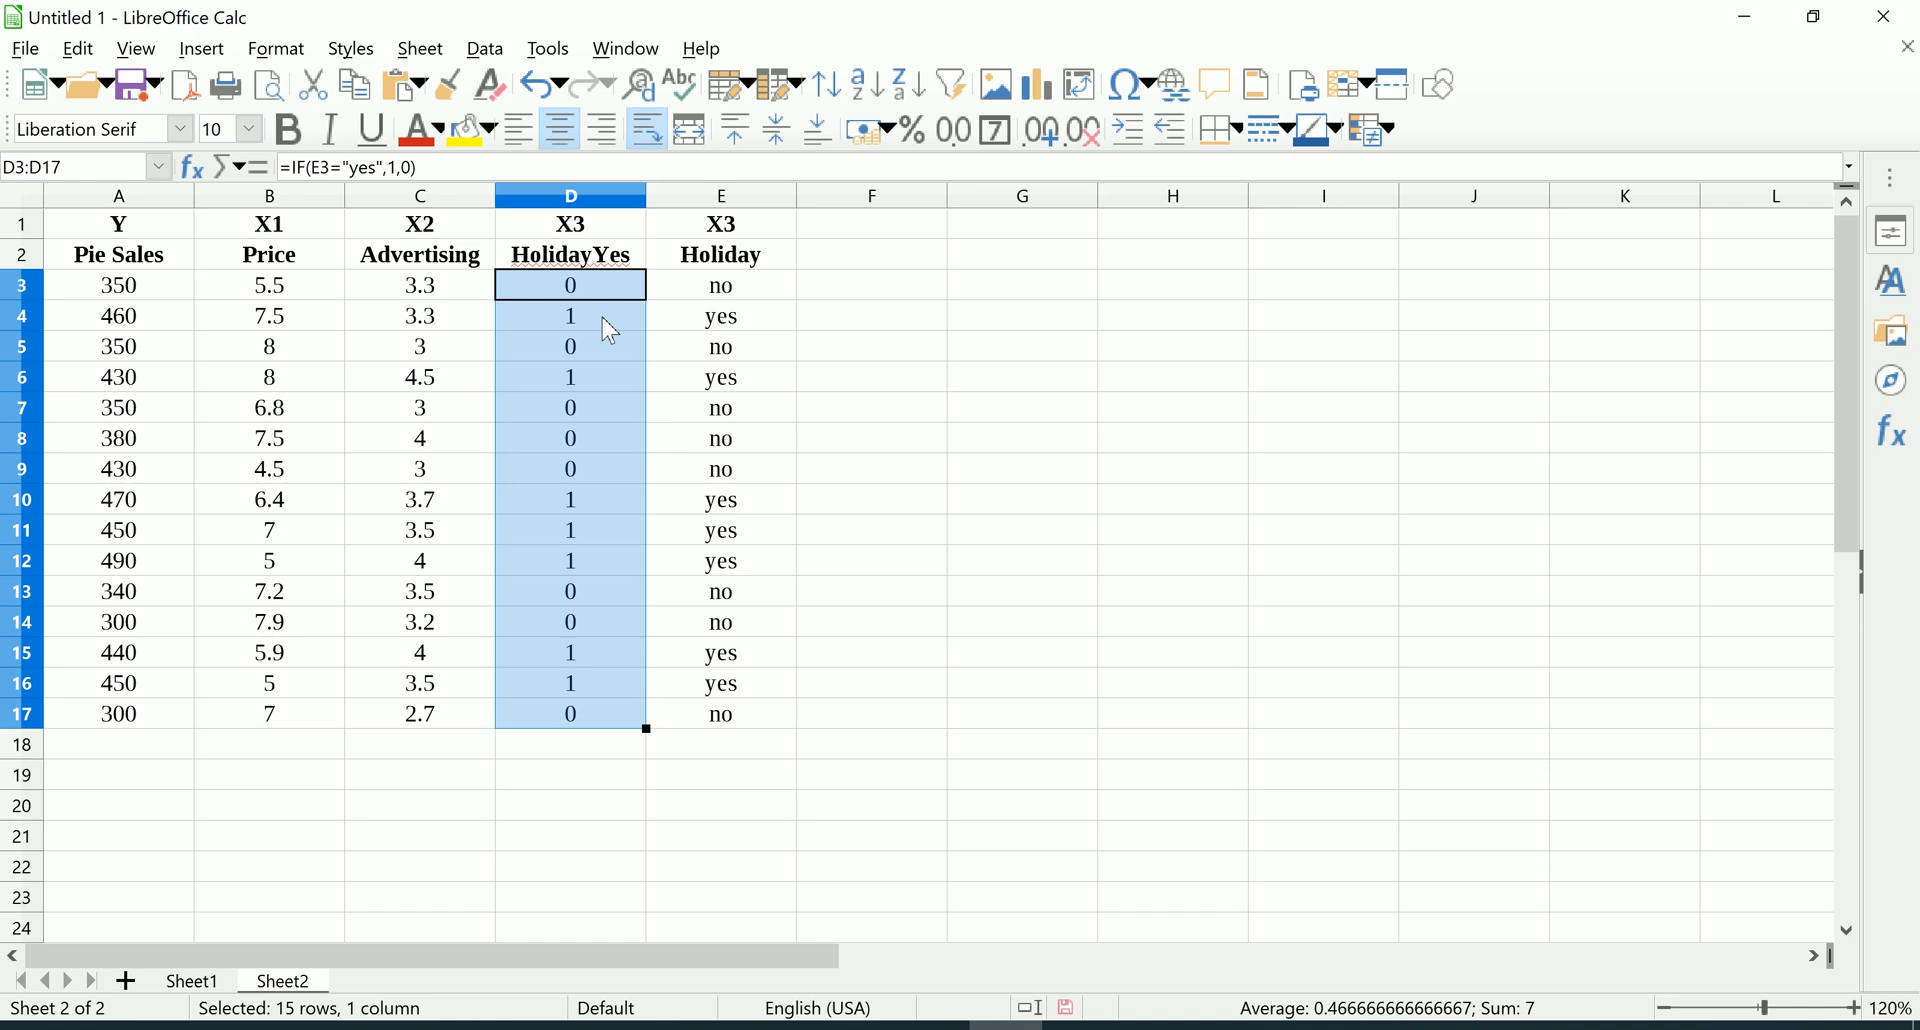 Untitled 1 - LibreOffice Calc
File Edit View Insert Format Styles Sheet Data Tools Window Help
Liberation Serif 10
D3:D17 =IF(E3="yes",1,0)
A B C D E F G H I J K L
1 Y X1 X2 X3 X3
2 Pie Sales Price Advertising HolidayYes Holiday
3 350 5.5 3.3 0 no
4 460 7.5 3.3 1 yes
5 350 8 3 0 no
6 430 8 4.5 1 yes
7 350 6.8 3 0 no
8 380 7.5 4 0 no
9 430 4.5 3 0 no
10 470 6.4 3.7 1 yes
11 450 7 3.5 1 yes
12 490 5 4 1 yes
13 340 7.2 3.5 0 no
14 300 7.9 3.2 0 no
15 440 5.9 4 1 yes
16 450 5 3.5 1 yes
17 300 7 2.7 0 no
18
19
20
21
22
23
24
Sheet1 Sheet2
Sheet 2 of 2 Selected: 15 rows, 1 column Default English (USA) Average: 0.466666666666667; Sum: 7 120%